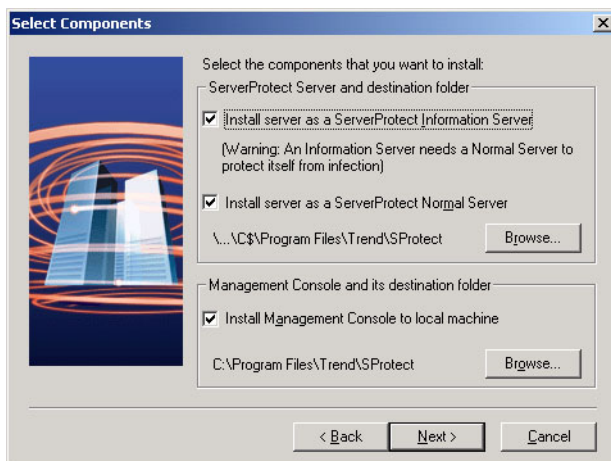 Select Components
Select the components that you want to install:
ServerProtect Server and destination folder
Install server as a ServerProtect Information Server
(Warning: An Information Server needs a Normal Server to
protect itself from infection)
Install server as a ServerProtect Normal Server
\...\C$\Program Files\Trend\SProtect
Browse...
Management Console and its destination folder
Install Management Console to local machine
C:\Program Files\Trend\SProtect
Browse...
< Back
Next >
Cancel